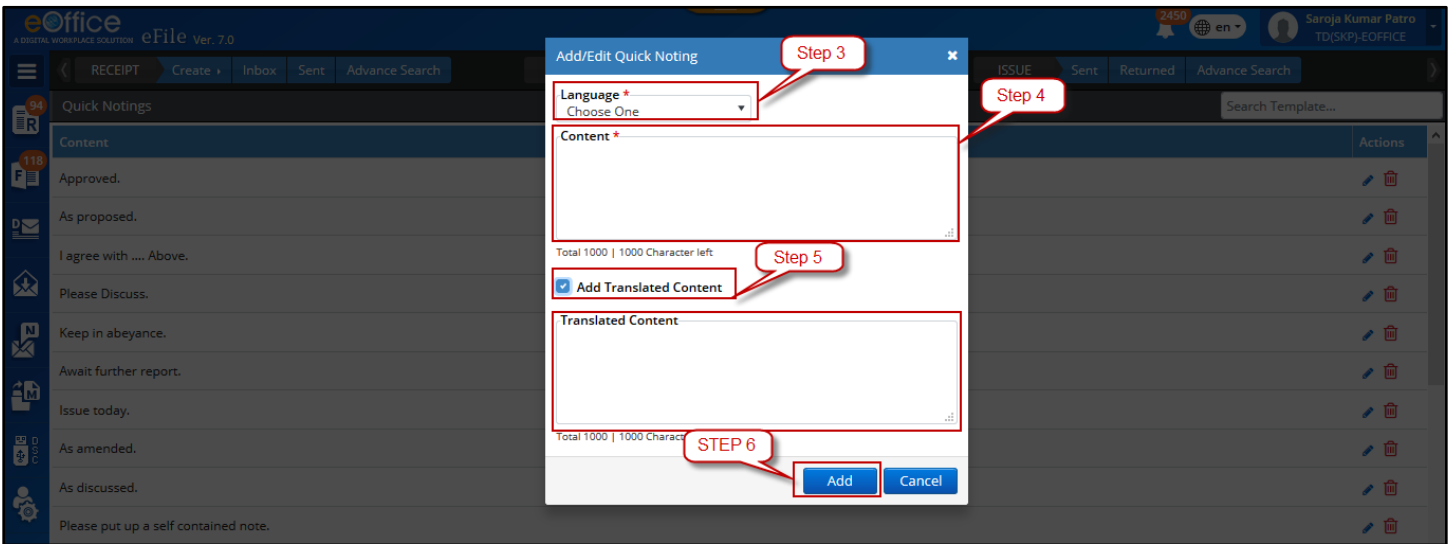 eOffice
A DIGITAL WORKPLACE SOLUTION eFile Ver. 7.0
2450
en
Saroja Kumar Patro
TD(SKP)-EOFFICE
RECEIPT Create Inbox Sent Advance Search
ISSUE Sent Returned Advance Search
94
R
118
F
D
N
M
D
S
C
Quick Notings
Search Template...
Content
Actions
Approved.
As proposed.
I agree with .... Above.
Please Discuss.
Keep in abeyance.
Await further report.
Issue today.
As amended.
As discussed.
Please put up a self contained note.
Add/Edit Quick Noting
Step 3
Language *
Choose One
Step 4
Content *
Total 1000 | 1000 Character left
Step 5
Add Translated Content
Translated Content
Total 1000 | 1000 Charact
STEP 6
Add
Cancel